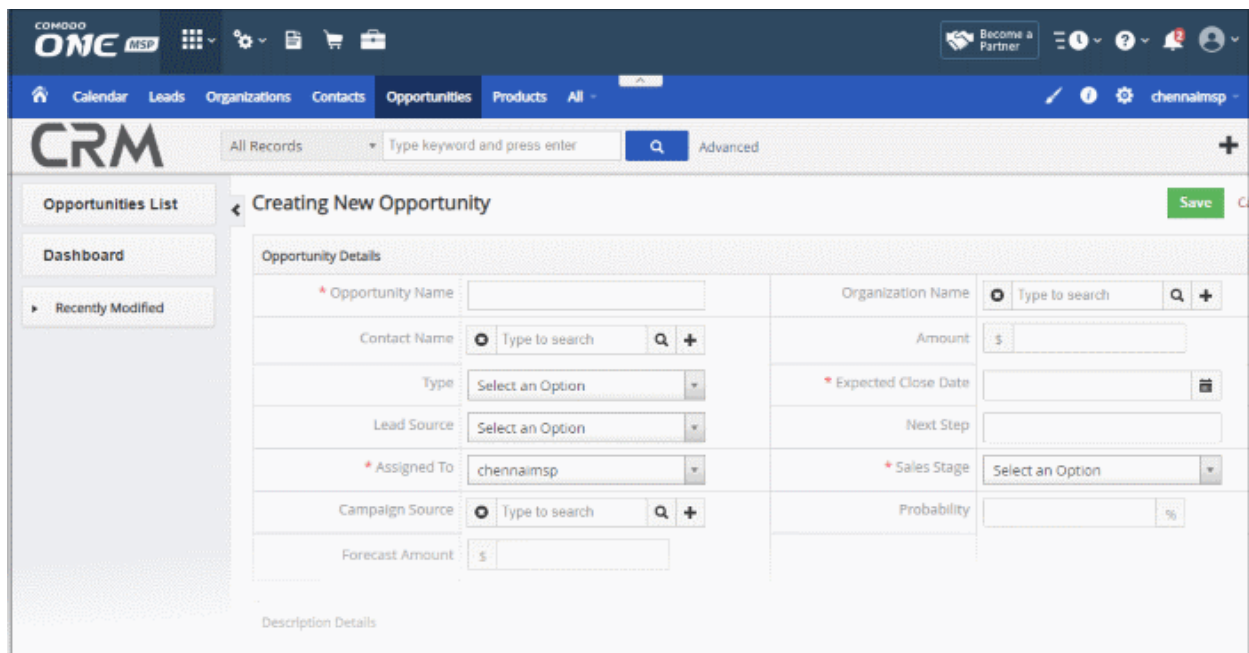 COMODO
ONE MSP
Become a
Partner
2
Calendar Leads Organizations Contacts Opportunities Products All
chennaimsp
CRM
All Records Type keyword and press enter Advanced
Opportunities List
Creating New Opportunity
Save
Dashboard
Opportunity Details
Recently Modified
* Opportunity Name
Organization Name Type to search
Contact Name Type to search
Amount $
Type Select an Option
* Expected Close Date
Lead Source Select an Option
Next Step
* Assigned To chennaimsp
* Sales Stage Select an Option
Campaign Source Type to search
Probability %
Forecast Amount $
Description Details